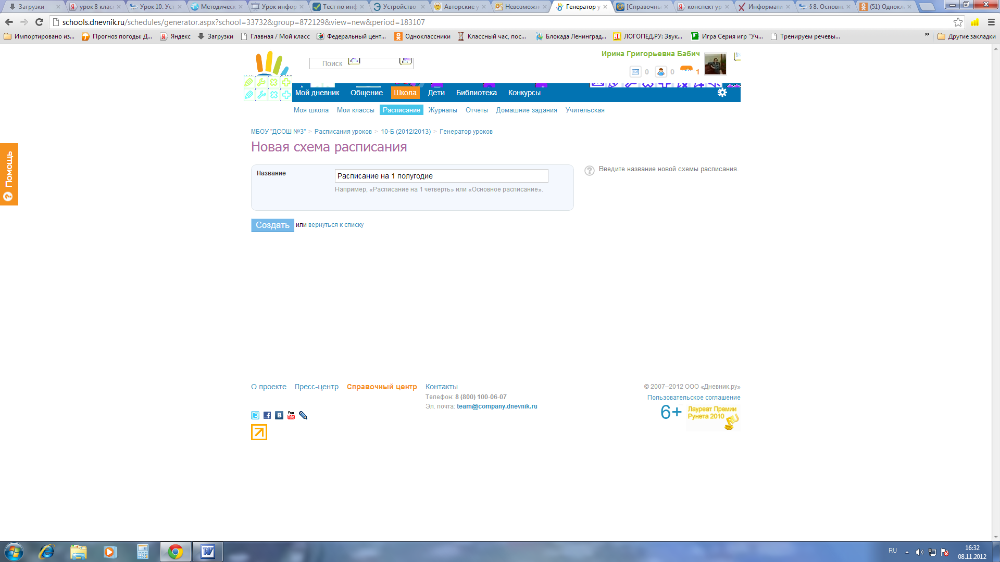 Загрузки
урок 8 клас
Урок 10. Уст
Методическ
Урок инфор
Тест по инф
Устройство
Авторские у
Невозможн
Генератор у
[Справочны
конспект ур
Информати
§ 8. Основн
(51) Однокл
schools.dnevnik.ru/schedules/generator.aspx?school=33732&group=872129&view=new&period=183107
Импортировано из...
Прогноз погоды: Д...
Яндекс
Загрузки
Главная / Мой класс
Федеральный цент...
Одноклассники
Классный час, пос...
Блокада Ленинград...
ЛОГОПЕД.РУ: Звук...
Игра Серия игр "Уч...
Тренируем речевы...
»
Другие закладки
Поиск
Ирина Григорьевна Бабич
0
0
1
Мой дневник Общение Школа Дети Библиотека Конкурсы
Моя школа Мои классы Расписание Журналы Отчеты Домашние задания Учительская
МБОУ "ДСОШ №3" > Расписания уроков > 10-Б (2012/2013) > Генератор уроков
Новая схема расписания
Помощь
Название
Расписание на 1 полугодие
Например, «Расписание на 1 четверть» или «Основное расписание».
? Введите название новой схемы расписания.
Создать или вернуться к списку
О проекте Пресс-центр Справочный центр Контакты
Телефон: 8 (800) 100-06-07
Эл. почта: team@company.dnevnik.ru
© 2007–2012 ООО «Дневник.ру»
Пользовательское соглашение
6+
Лауреат Премии
Рунета 2010
You
Tube
RU
16:32
08.11.2012